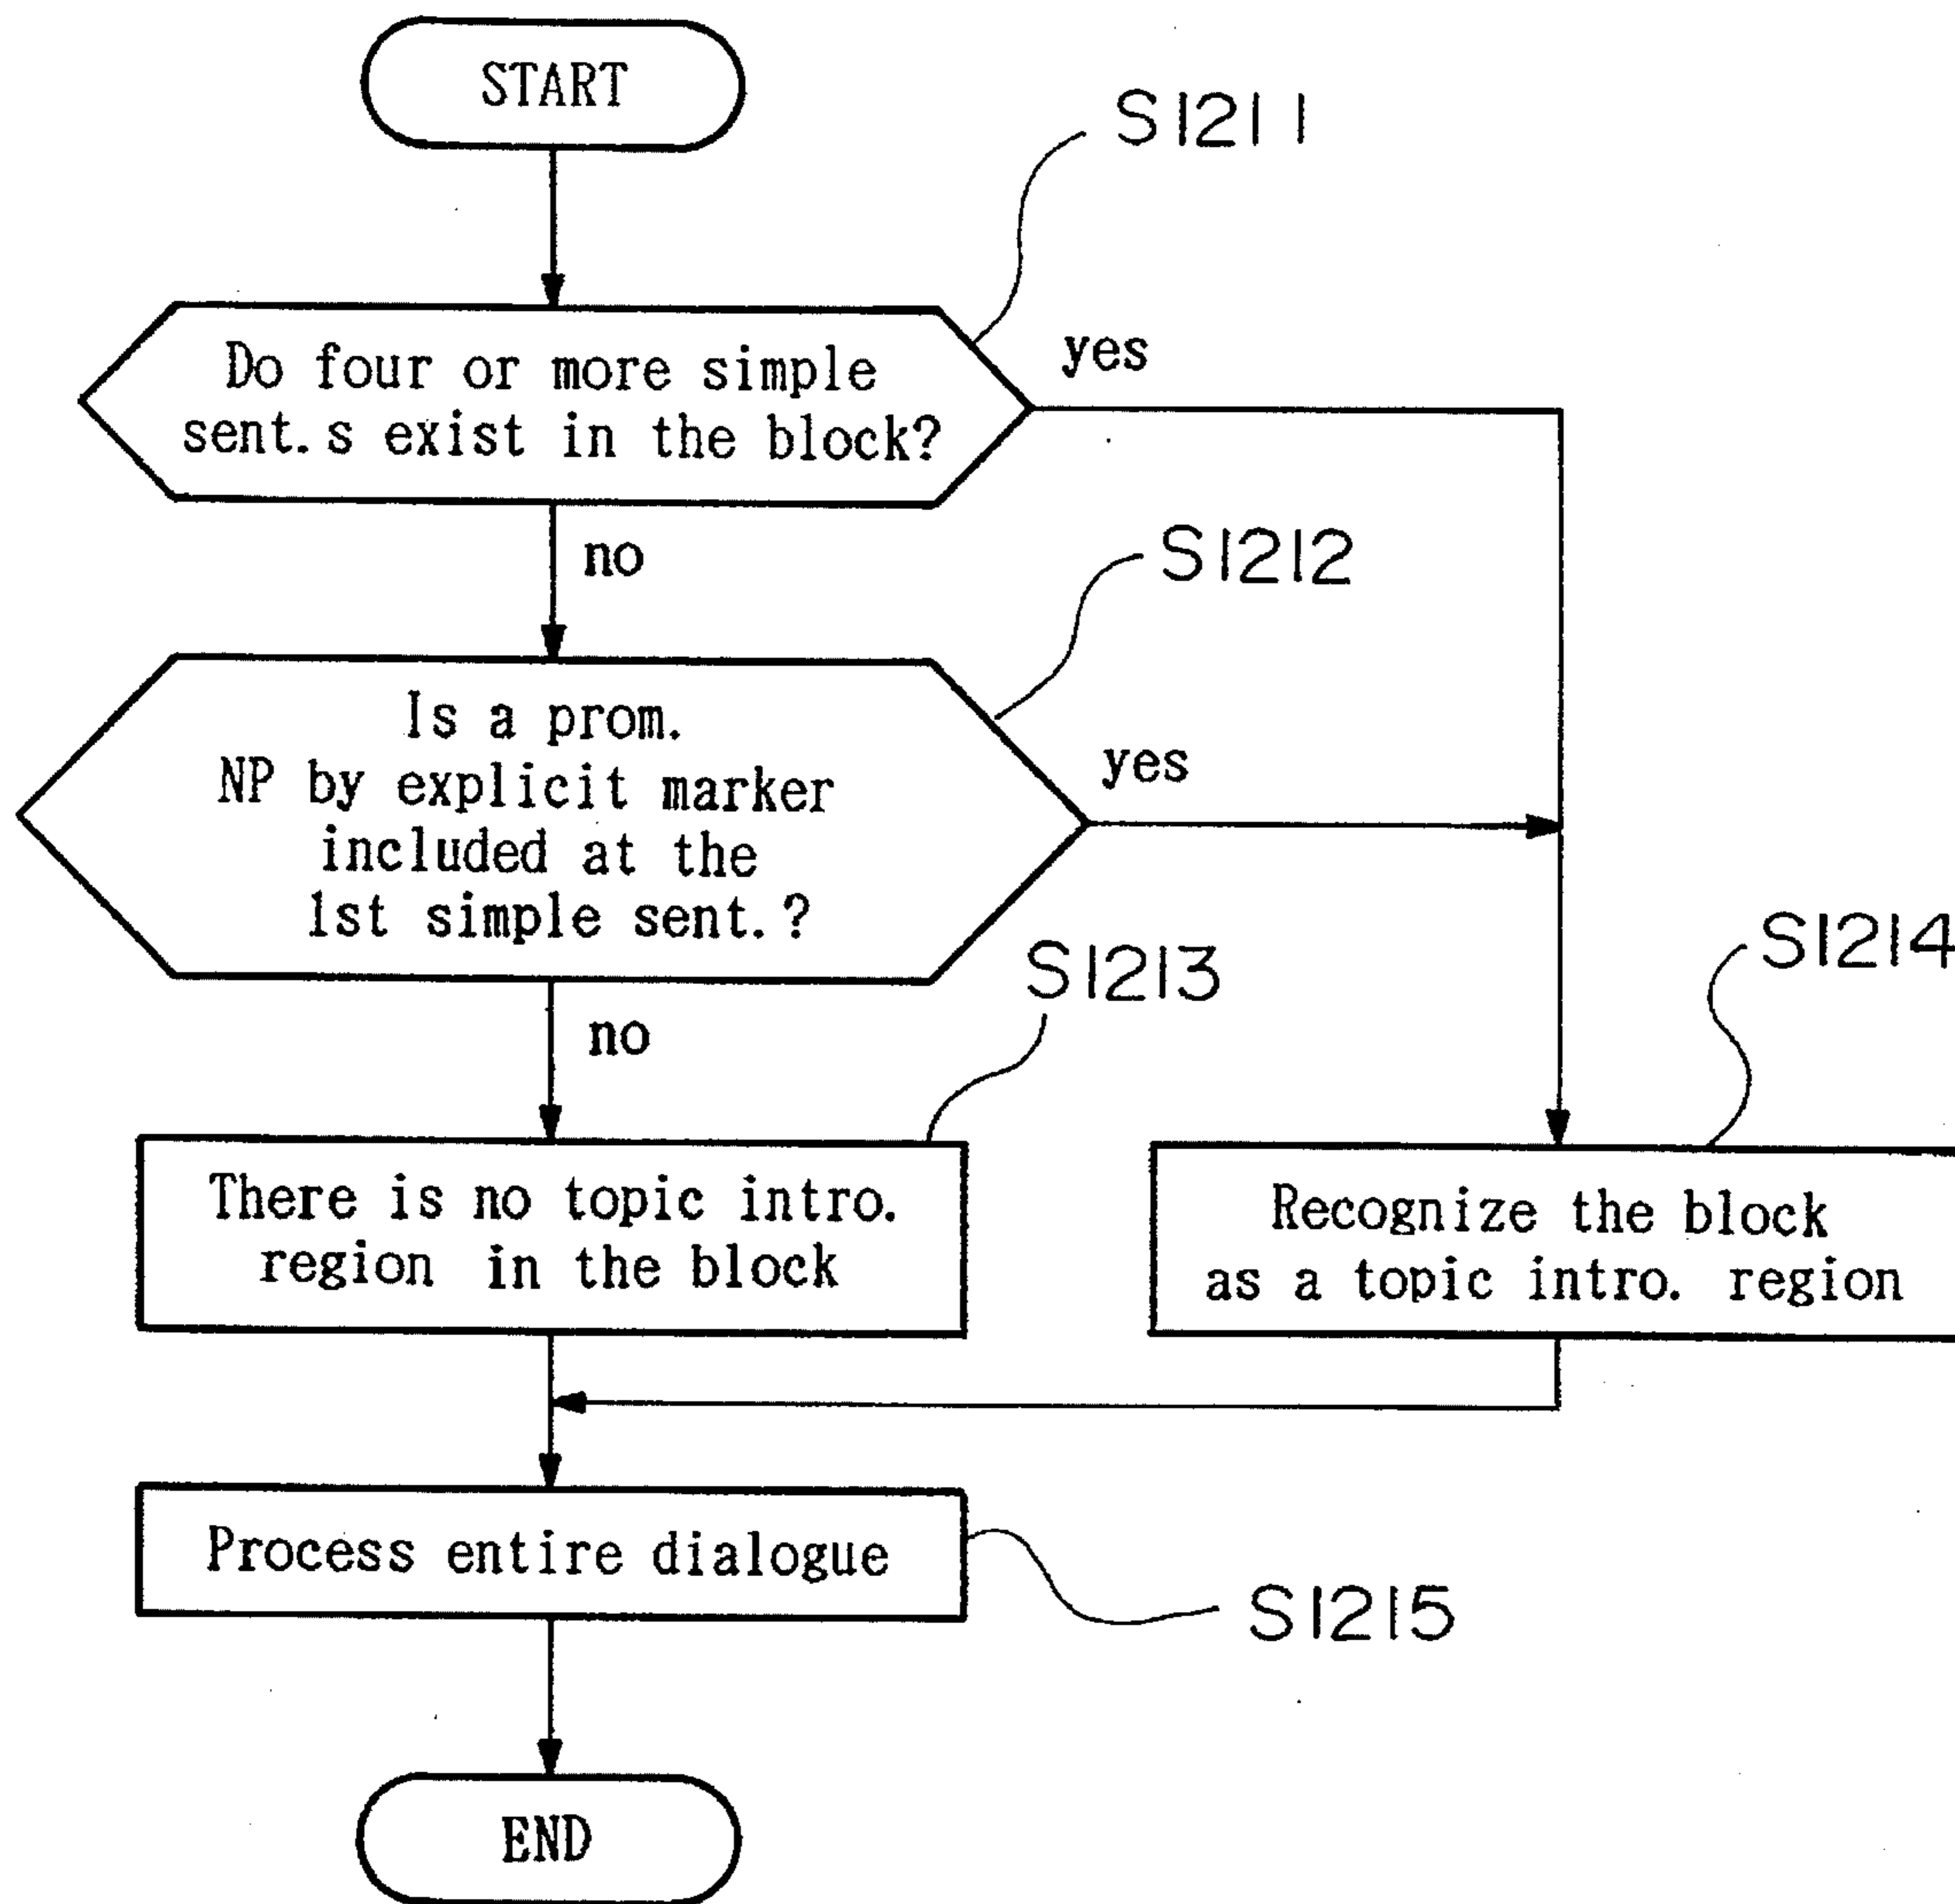 START
S1211
Do four or more simple
sent.s exist in the block?
yes
no
S1212
Is a prom.
NP by explicit marker
included at the
1st simple sent.?
yes
no
S1213
S1214
There is no topic intro.
region in the block
Recognize the block
as a topic intro. region
Process entire dialogue
S1215
END